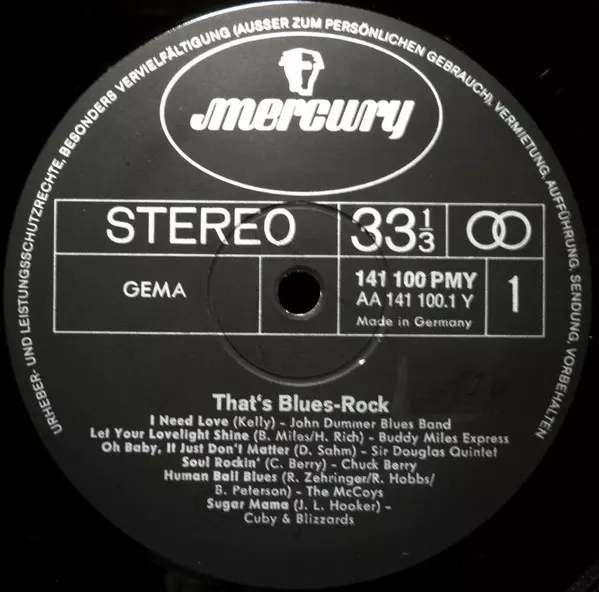 URHEBER- UND LEISTUNGSSCHUTZRECHTE, BESONDERS VERVIELFÄLTIGUNG (AUSSER ZUM PERSÖNLICHEN GEBRAUCH), VERMIETUNG, AUFFÜHRUNG, SENDUNG, VORBEHALTEN
mercury
STEREO
33 1/3
GEMA
141 100 PMY
AA 141 100.1 Y
Made in Germany
1
That's Blues-Rock
I Need Love (Kelly) - John Dummer Blues Band
Let Your Lovelight Shine (B. Miles/H. Rich) - Buddy Miles Express
Oh Baby, It Just Don't Matter (D. Sahm) - Sir Douglas Quintet
Soul Rockin' (C. Berry) - Chuck Berry
Human Ball Blues (R. Zehringer/R. Hobbs/
B. Peterson) - The McCoys
Sugar Mama (J. L. Hooker) -
Cuby & Blizzards